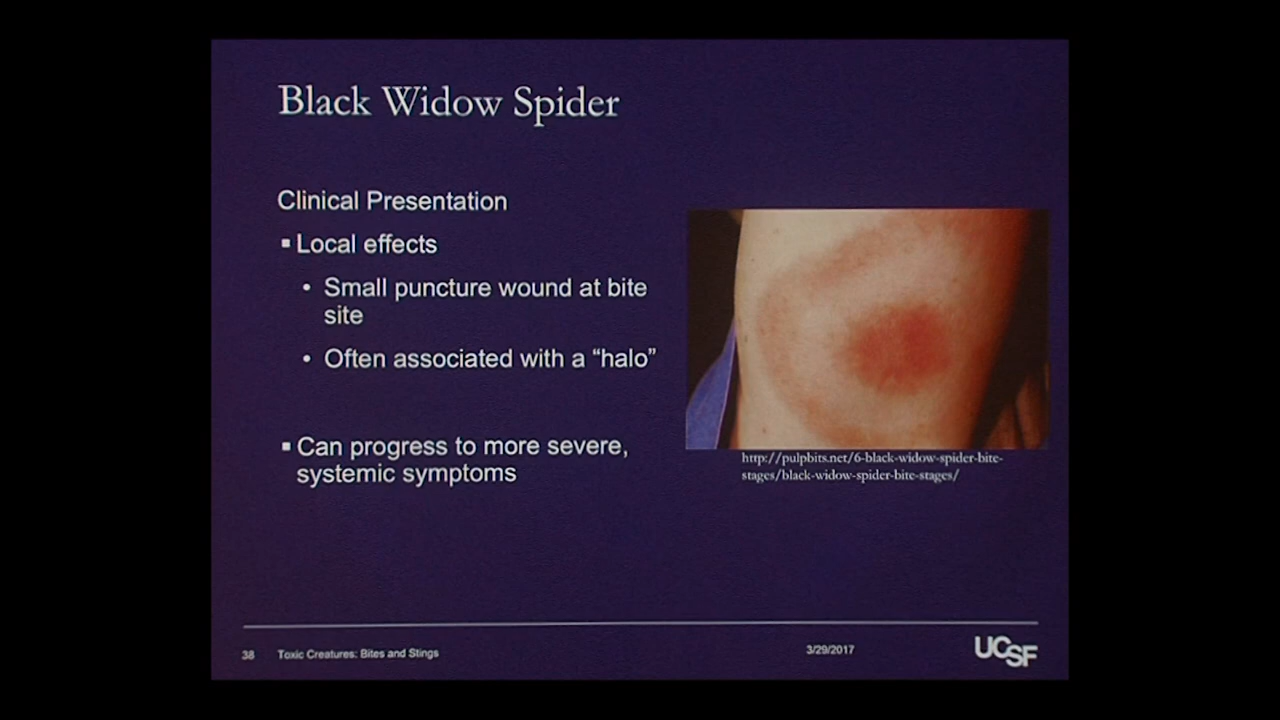 Black Widow Spider
Clinical Presentation
▪ Local effects
• Small puncture wound at bite
site
• Often associated with a “halo”
▪ Can progress to more severe,
systemic symptoms
http://pulpbits.net/6-black-widow-spider-bite-
stages/black-widow-spider-bite-stages/
38 Toxic Creatures: Bites and Stings 3/29/2017 UCSF